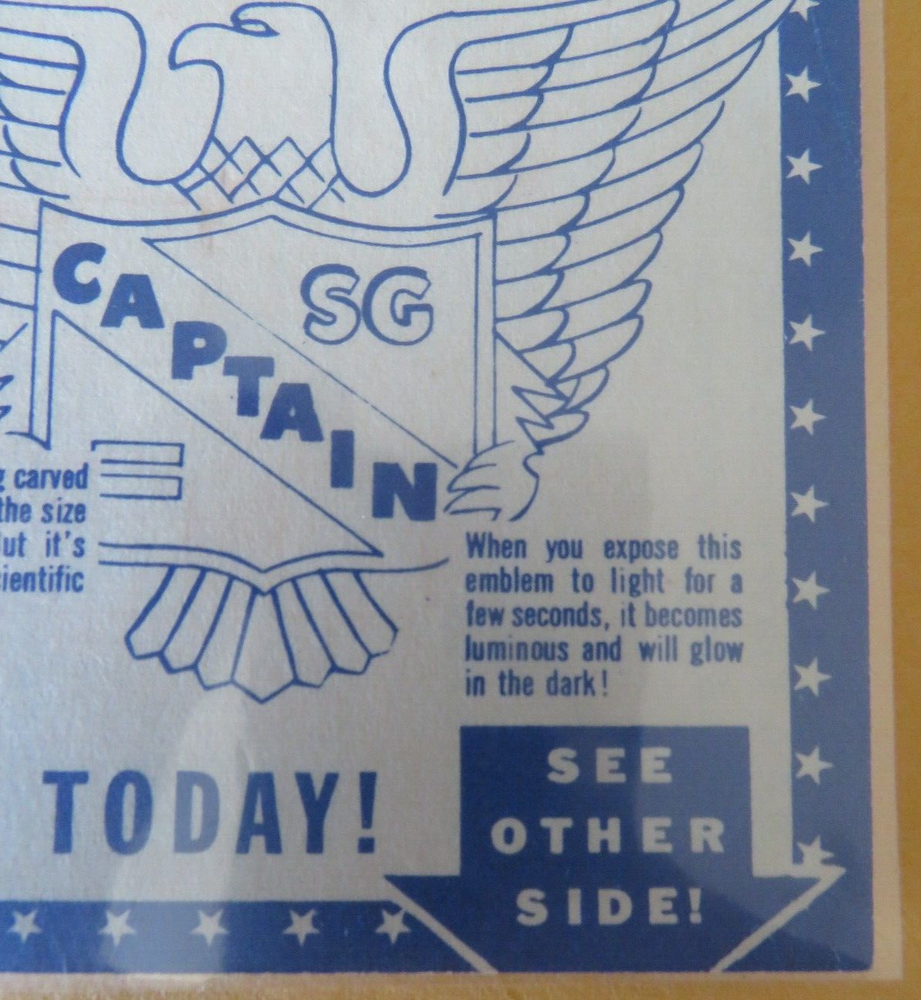 SG
CAPTAIN
carved
the size
it's
When you expose this
emblem to light for a
few seconds, it becomes
luminous and will glow
in the dark!
TODAY!
SEE
OTHER
SIDE!